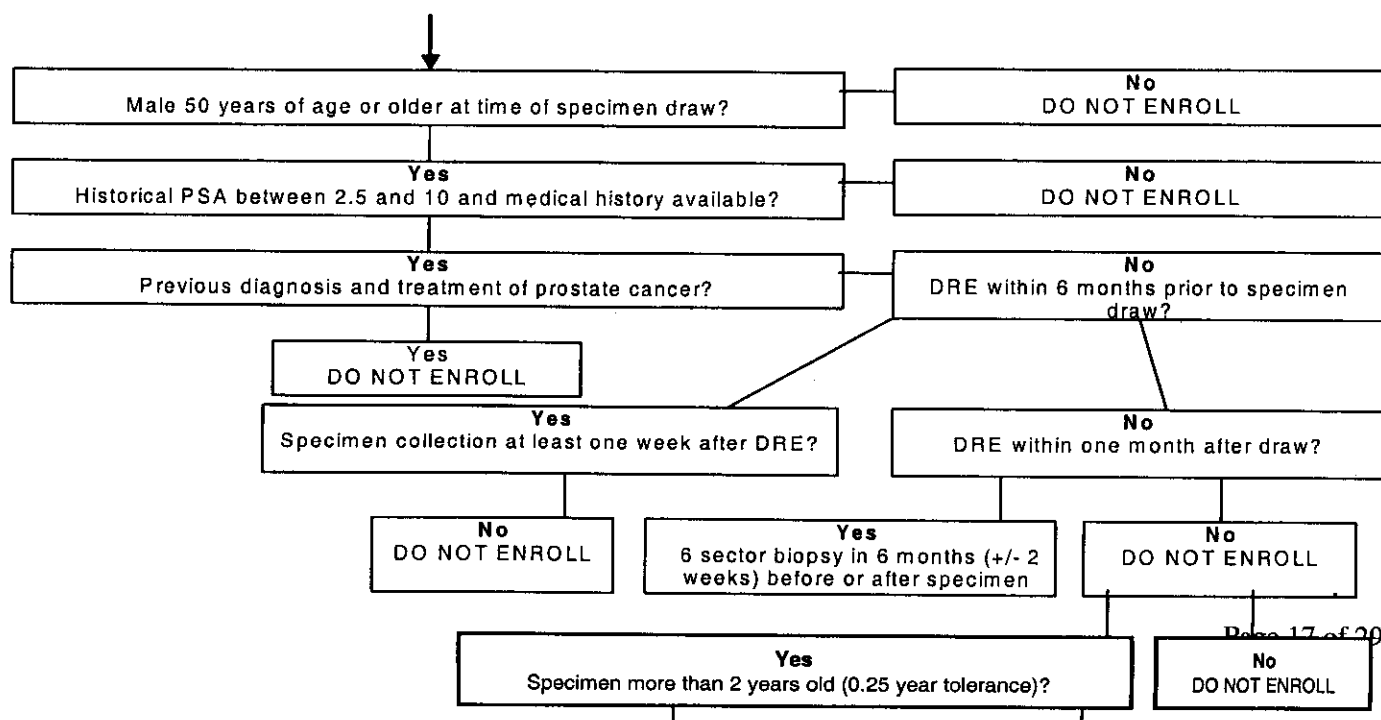 Male 50 years of age or older at time of specimen draw?
No
DO NOT ENROLL
Yes
Historical PSA between 2.5 and 10 and medical history available?
No
DO NOT ENROLL
Yes
Previous diagnosis and treatment of prostate cancer?
No
DRE within 6 months prior to specimen
draw?
Yes
DO NOT ENROLL
Yes
Specimen collection at least one week after DRE?
No
DRE within one month after draw?
No
DO NOT ENROLL
Yes
6 sector biopsy in 6 months (+/- 2
weeks) before or after specimen
No
DO NOT ENROLL
Page 17 of 29
Yes
Specimen more than 2 years old (0.25 year tolerance)?
No
DO NOT ENROLL